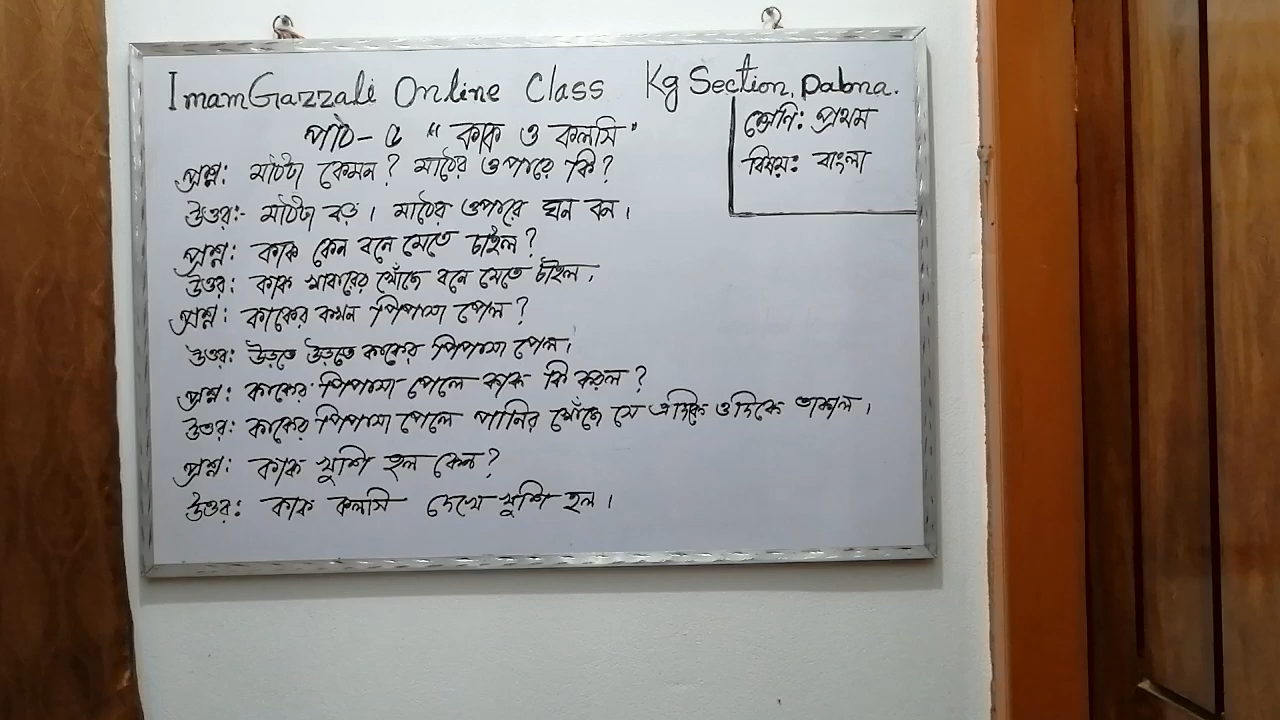 ImamGazzali Online Class Kg Section, Pabna.
পাঠ- ৫ "কাক ও কলসি"
শ্রেণি: প্রথম
বিষয়ঃ বাংলা
প্রশ্ন: মাঠটা কেমন? মাঠের ওপারে কি?
উত্তর:- মাঠটা বড়। মাঠের ওপারে ঘন বন।
প্রশ্ন: কাক কেন বনে যেতে চাইল?
উত্তর: কাক খাবারের খোঁজে বনে যেতে চাইল।
প্রশ্ন: কাকের কখন পিপাসা পেল?
উত্তর: উড়তে উড়তে কাকের পিপাসা পেল।
প্রশ্ন: কাকের পিপাসা পেলে কাক কি করল?
উত্তর: কাকের পিপাসা পেলে পানির খোঁজে সে এদিক ওদিকে তাকাল।
প্রশ্ন: কাক খুশি হল কেন?
উত্তর: কাক কলসি দেখে খুশি হল।